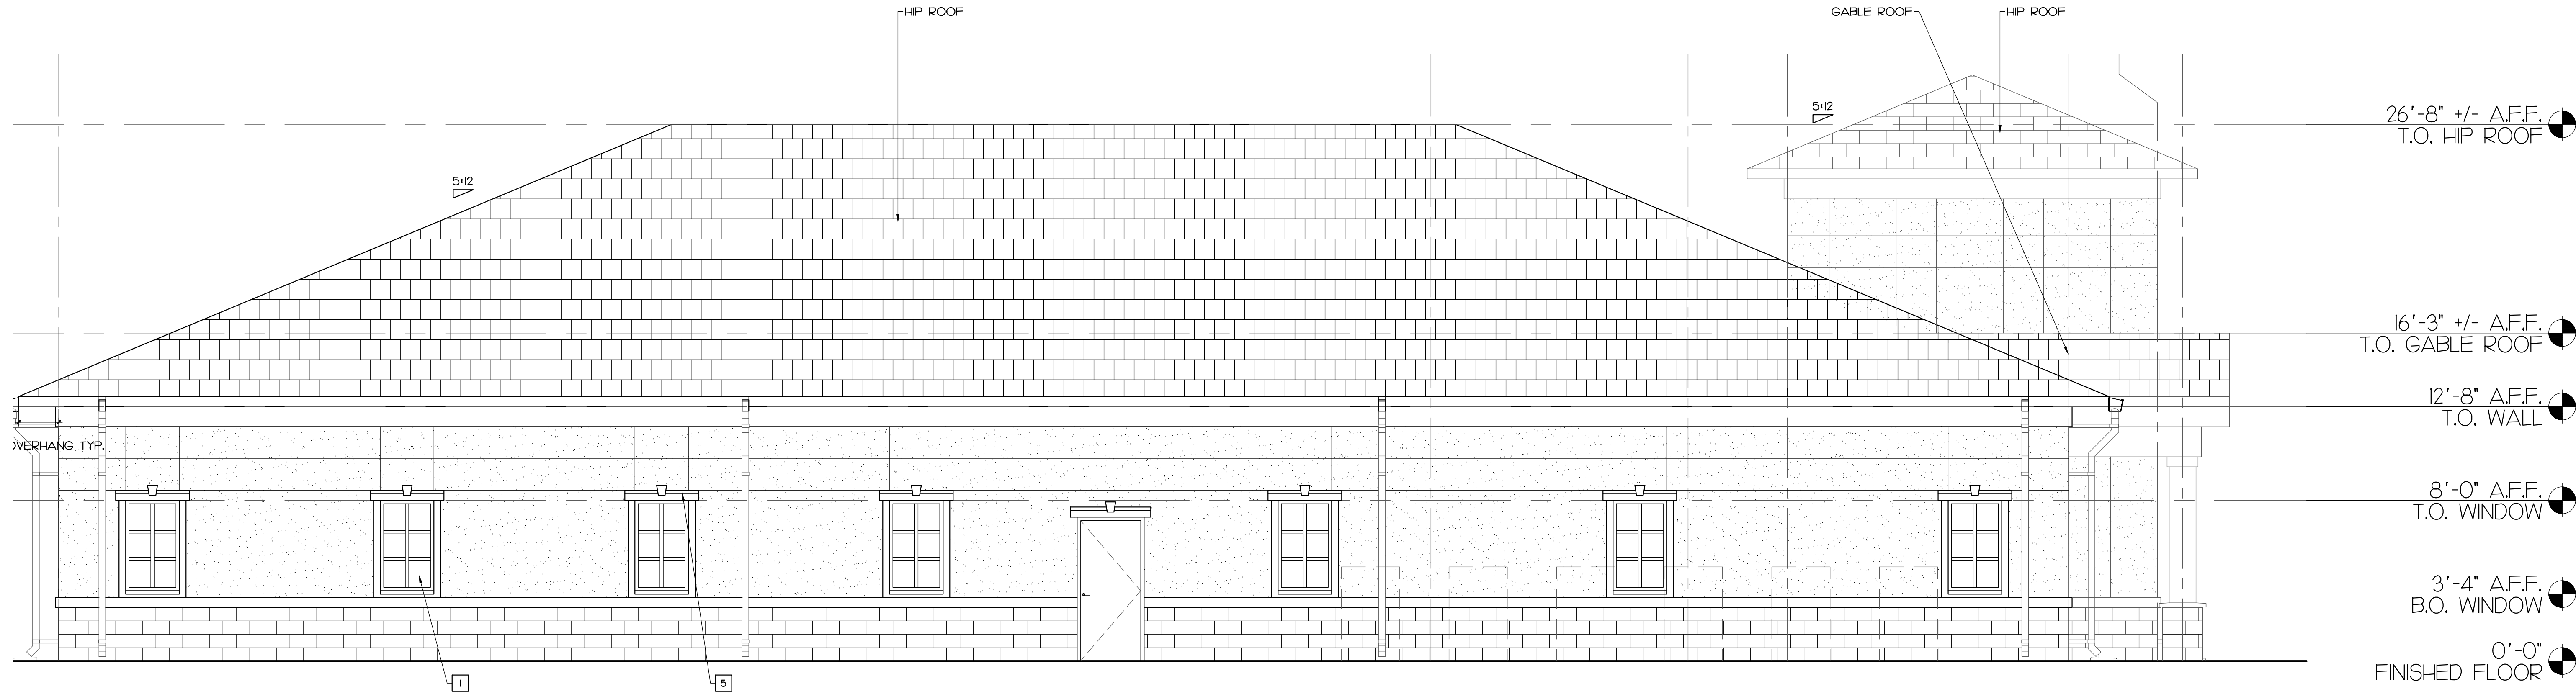 HIP ROOF
GABLE ROOF
HIP ROOF
5:12
5:12
26'-8" +/- A.F.F.
T.O. HIP ROOF
16'-3" +/- A.F.F.
T.O. GABLE ROOF
12'-8" A.F.F.
T.O. WALL
OVERHANG TYP.
8'-0" A.F.F.
T.O. WINDOW
3'-4" A.F.F.
B.O. WINDOW
0'-0"
FINISHED FLOOR
1
5